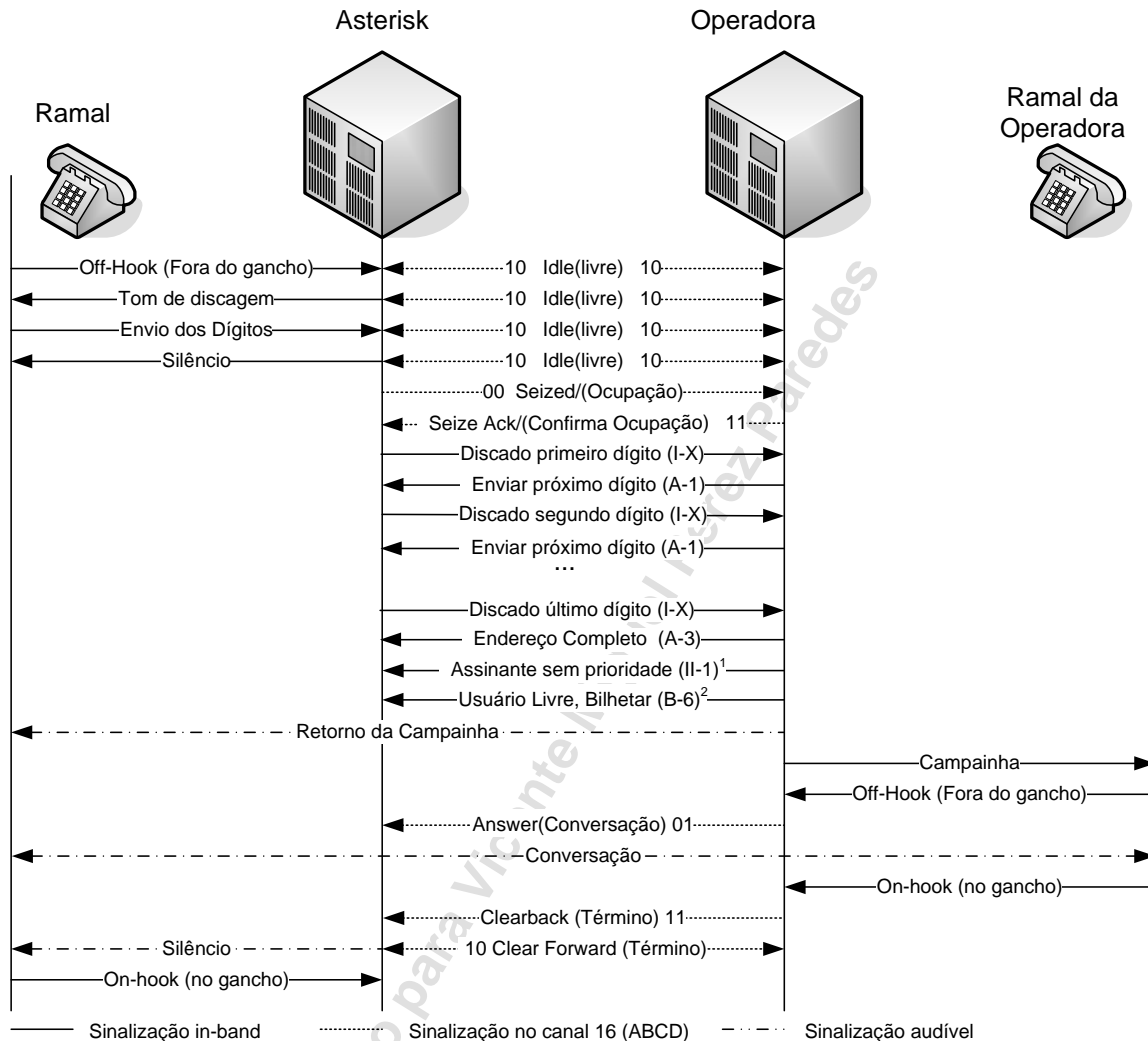 Asterisk
Operadora
Ramal
Ramal da
Operadora
Off-Hook (Fora do gancho)
10 Idle(livre) 10
Tom de discagem
10 Idle(livre) 10
Envio dos Dígitos
10 Idle(livre) 10
Silêncio
10 Idle(livre) 10
00 Seized/(Ocupação)
Seize Ack/(Confirma Ocupação) 11
Discado primeiro dígito (I-X)
Enviar próximo dígito (A-1)
Discado segundo dígito (I-X)
Enviar próximo dígito (A-1)
...
Discado último dígito (I-X)
Endereço Completo (A-3)
Assinante sem prioridade (II-1)1
Usuário Livre, Bilhetar (B-6)2
Retorno da Campainha
Campainha
Off-Hook (Fora do gancho)
Answer(Conversação) 01
Conversação
On-hook (no gancho)
Clearback (Término) 11
Silêncio
10 Clear Forward (Término)
On-hook (no gancho)
Sinalização in-band
Sinalização no canal 16 (ABCD)
Sinalização audível
o para Vicente Perez Paredes